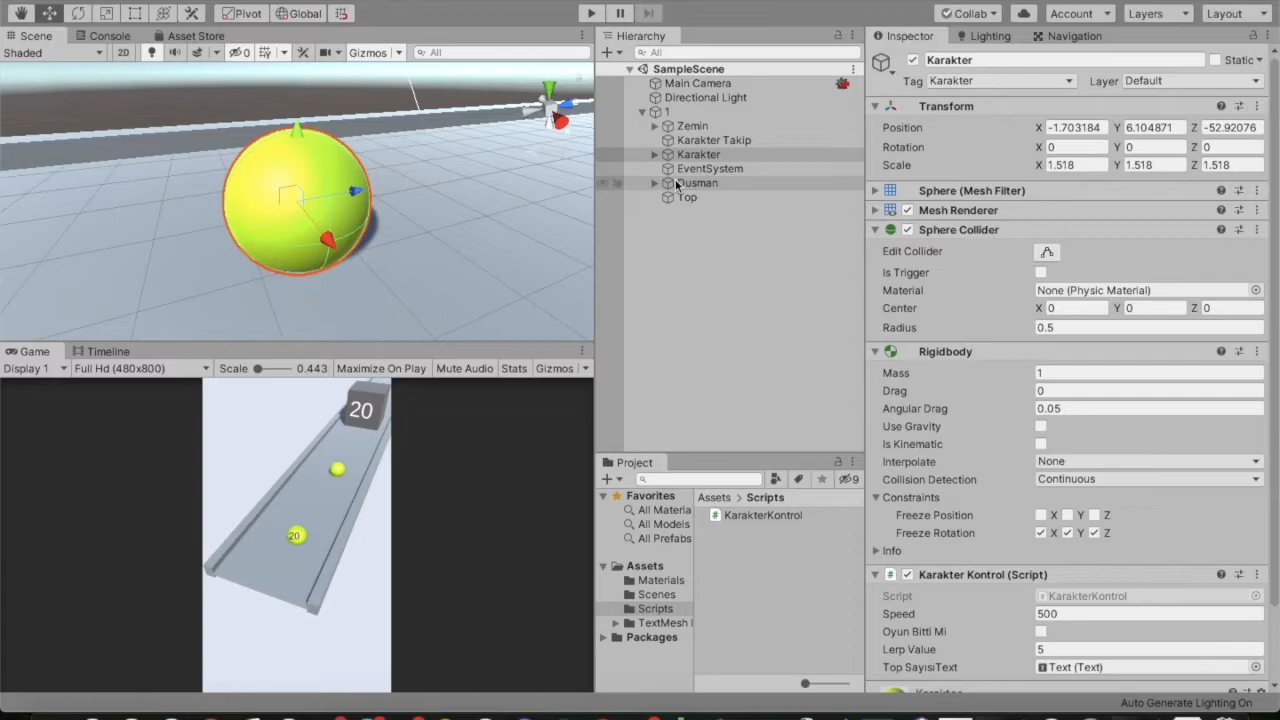 Pivot Global Collab Account Layers Layout
Scene Console Asset Store
Shaded 2D 0 Gizmos All
Hierarchy
All
SampleScene
Main Camera
Directional Light
1
Zemin
Karakter Takip
Karakter
EventSystem
Dusman
Top
Game Timeline
Display 1 Full Hd (480x800) Scale 0.443 Maximize On Play Mute Audio Stats Gizmos
20
20
Project
9
Favorites
All Materia
All Models
All Prefabs
Assets
Materials
Scenes
Scripts
TextMesh
Packages
Assets > Scripts
KarakterKontrol
Inspector Lighting Navigation
Karakter Static
Tag Karakter Layer Default
Transform
Position X -1.703184 Y 6.104871 Z -52.92076
Rotation X 0 Y 0 Z 0
Scale X 1.518 Y 1.518 Z 1.518
Sphere (Mesh Filter)
Mesh Renderer
Sphere Collider
Edit Collider
Is Trigger
Material None (Physic Material)
Center X 0 Y 0 Z 0
Radius 0.5
Rigidbody
Mass 1
Drag 0
Angular Drag 0.05
Use Gravity
Is Kinematic
Interpolate None
Collision Detection Continuous
Constraints
Freeze Position X Y Z
Freeze Rotation X Y Z
Info
Karakter Kontrol (Script)
Script KarakterKontrol
Speed 500
Oyun Bitti Mi
Lerp Value 5
Top SayısıText Text (Text)
Auto Generate Lighting On